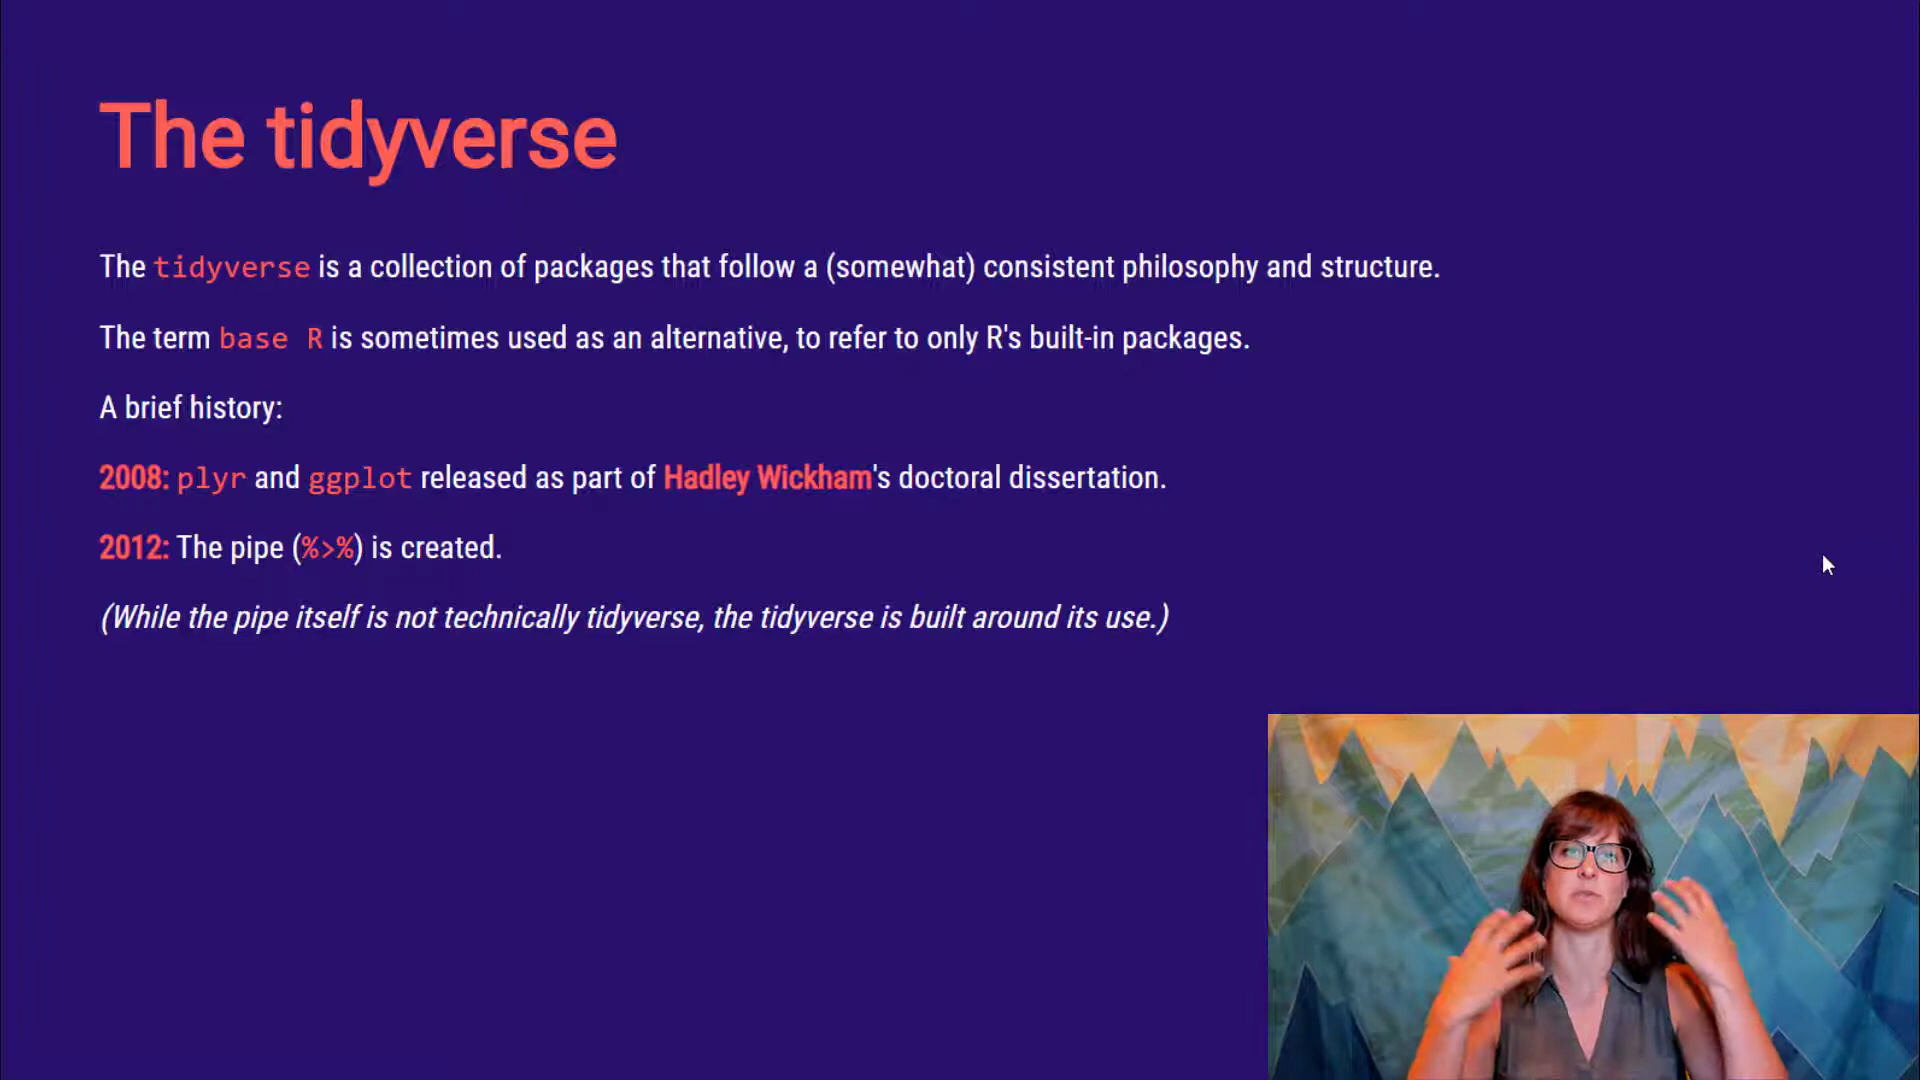 The tidyverse
The tidyverse is a collection of packages that follow a (somewhat) consistent philosophy and structure.
The term base R is sometimes used as an alternative, to refer to only R's built-in packages.
A brief history:
2008: plyr and ggplot released as part of Hadley Wickham's doctoral dissertation.
2012: The pipe (%>%) is created.
(While the pipe itself is not technically tidyverse, the tidyverse is built around its use.)